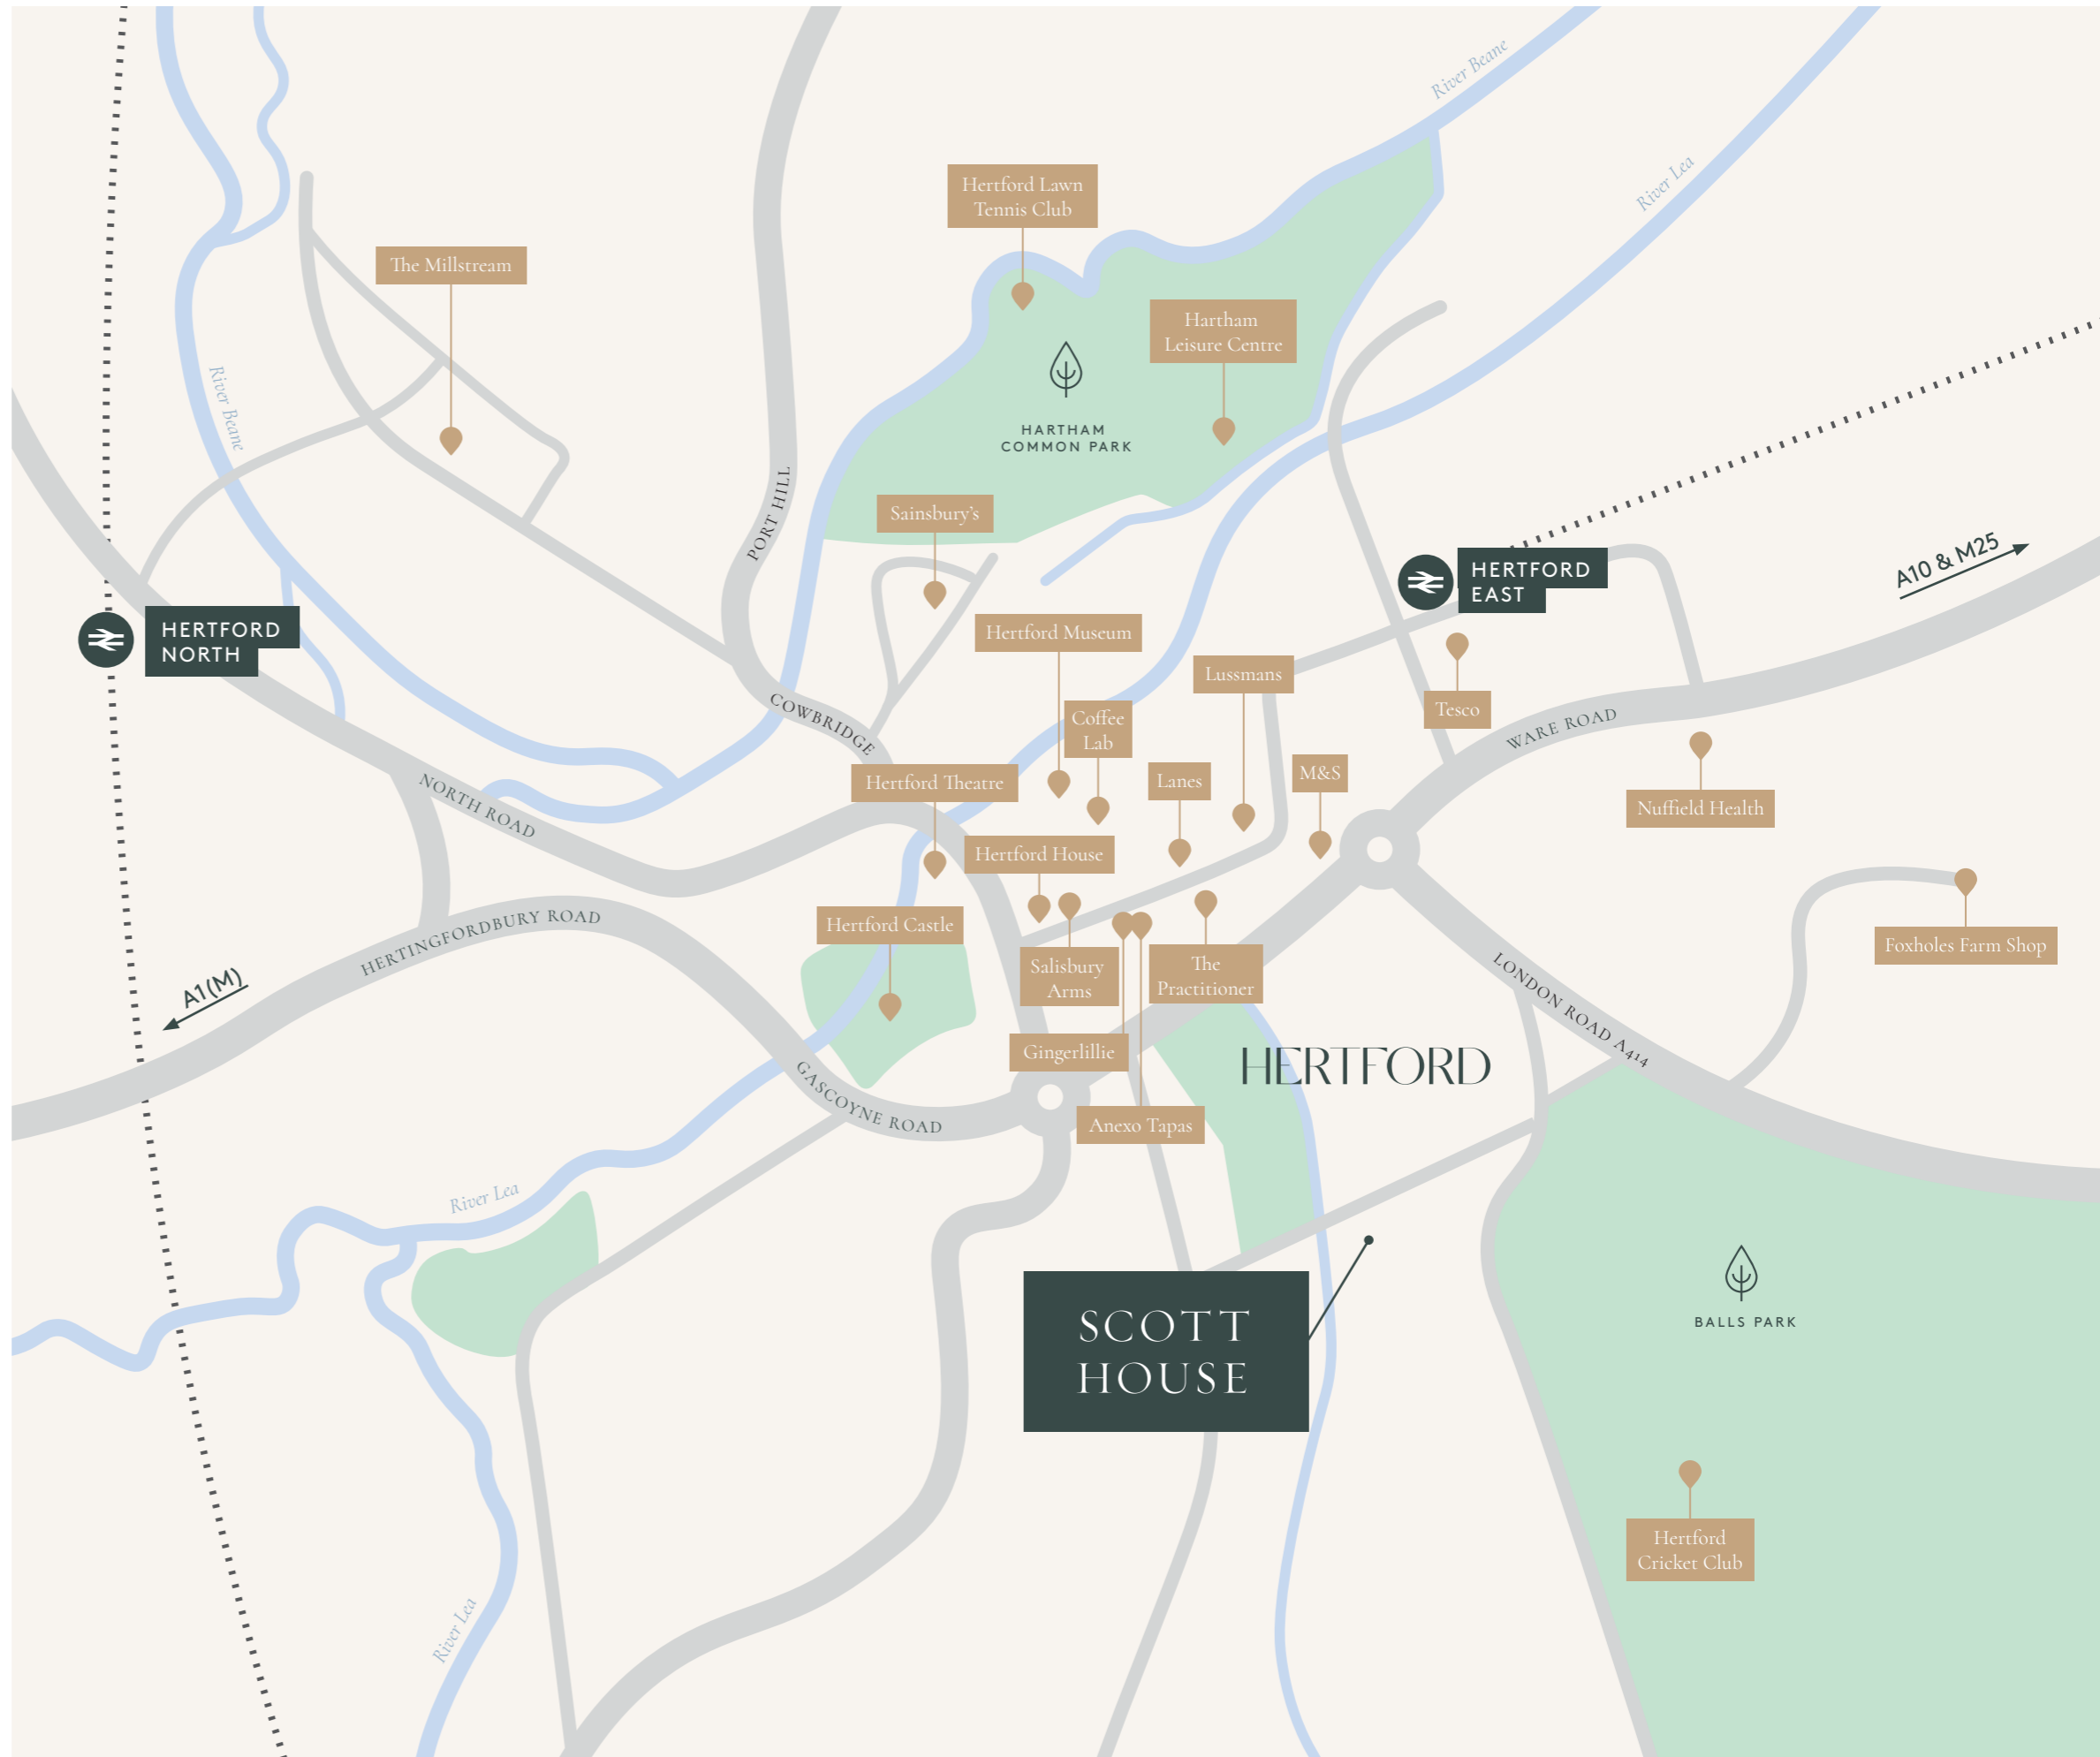 River Beane
River Lea
Hertford Lawn
Tennis Club
The Millstream
Hartham
Leisure Centre
River Beane
HARTHAM
COMMON PARK
PORT HILL
Sainsbury's
HERTFORD
EAST
A10 & M25
HERTFORD
NORTH
Hertford Museum
Lussmans
Tesco
COWBRIDGE
Coffee
Lab
WARE ROAD
Hertford Theatre
Lanes
M&S
NORTH ROAD
Nuffield Health
Hertford House
HERTINGFORDBURY ROAD
Hertford Castle
Foxholes Farm Shop
A1(M)
Salisbury
Arms
The
Practitioner
LONDON ROAD A414
Gingerlillie
HERTFORD
GASCOYNE ROAD
Anexo Tapas
River Lea
SCOTT
HOUSE
BALLS PARK
Hertford
Cricket Club
River Lea